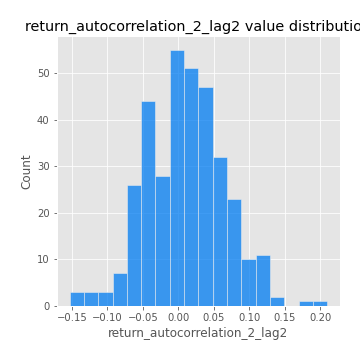 return_autocorrelation_2_lag2 value distributio
50
40
30
20
10
0
Count
−0.15 −0.10 −0.05 0.00 0.05 0.10 0.15 0.20
return_autocorrelation_2_lag2